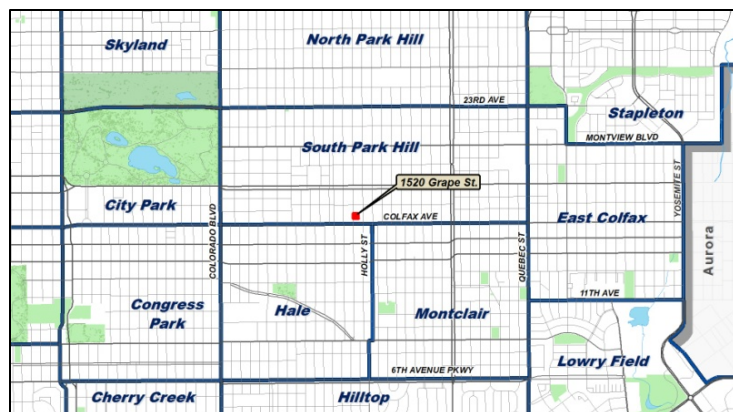 Skyland
North Park Hill
23RD AVE
Stapleton
MONTVIEW BLVD
South Park Hill
1520 Grape St.
City Park
COLFAX AVE
East Colfax
YOSEMITE ST
COLORADO BLVD
HOLLY ST
QUEBEC ST
Aurora
11TH AVE
Congress
Park
Hale
Montclair
Lowry Field
6TH AVENUE PKWY
Cherry Creek
Hilltop